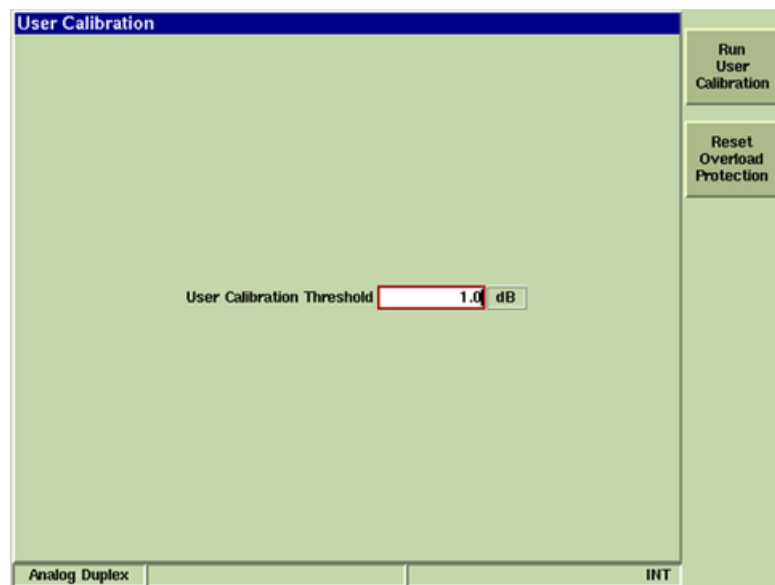 User Calibration
Run
User
Calibration
Reset
Overload
Protection
User Calibration Threshold 1.0 dB
Analog Duplex INT